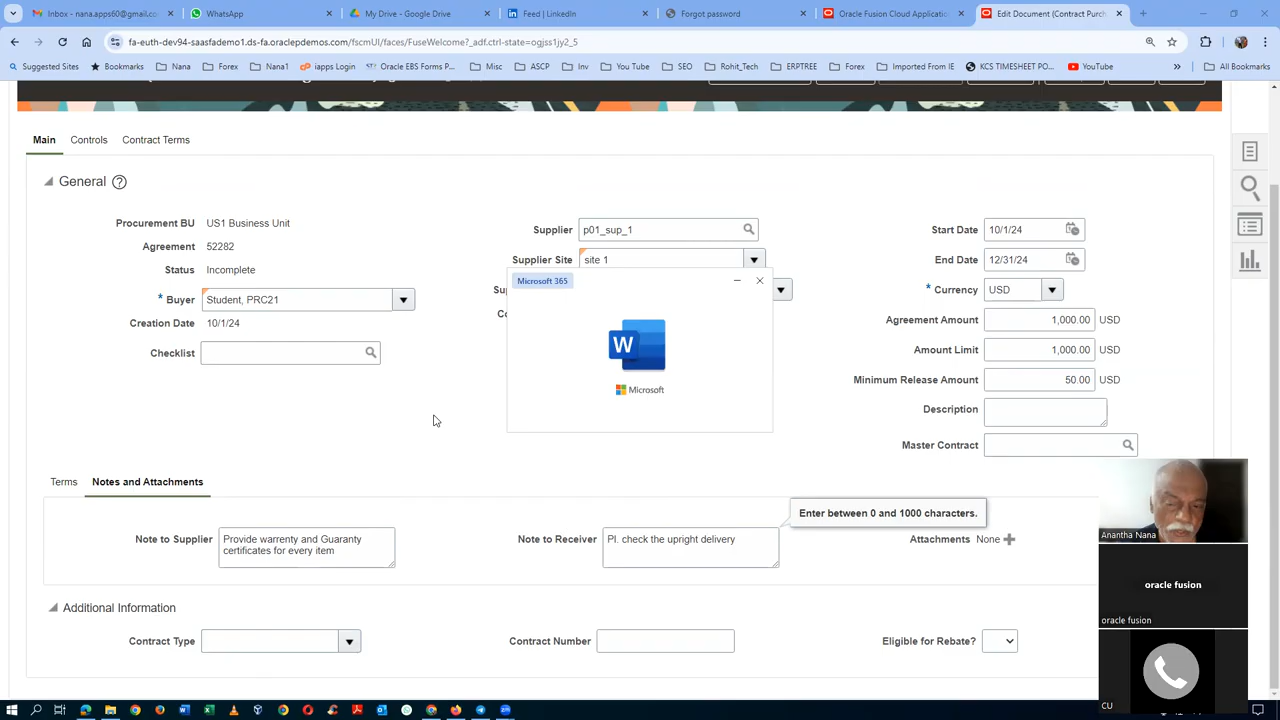 Inbox - nana.apps60@gmail.co
WhatsApp
My Drive - Google Drive
Feed | LinkedIn
Forgot password
Oracle Fusion Cloud Application
Edit Document (Contract Purch
fa-euth-dev94-saasfademo1.ds-fa.oraclepdemos.com/fscmUI/faces/FuseWelcome?_adf.ctrl-state=ogjss1jy2_5
Suggested Sites
Bookmarks
Nana
Forex
Nana1
iapps Login
Oracle EBS Forms P...
Misc
ASCP
Inv
You Tube
SEO
Rohit_Tech
ERPTREE
Forex
Imported From IE
KCS TIMESHEET PO...
YouTube
»
All Bookmarks
Main
Controls
Contract Terms
General
Procurement BU US1 Business Unit
Agreement 52282
Status Incomplete
* Buyer Student, PRC21
Creation Date 10/1/24
Checklist
Supplier p01_sup_1
Supplier Site site 1
Microsoft 365
W
Microsoft
Start Date 10/1/24
End Date 12/31/24
* Currency USD
Agreement Amount 1,000.00 USD
Amount Limit 1,000.00 USD
Minimum Release Amount 50.00 USD
Description
Master Contract
Terms
Notes and Attachments
Enter between 0 and 1000 characters.
Note to Supplier Provide warrenty and Guaranty
certificates for every item
Note to Receiver Pl. check the upright delivery
Attachments None
Additional Information
Contract Type
Contract Number
Eligible for Rebate?
Anantha Nana
oracle fusion
oracle fusion
CU